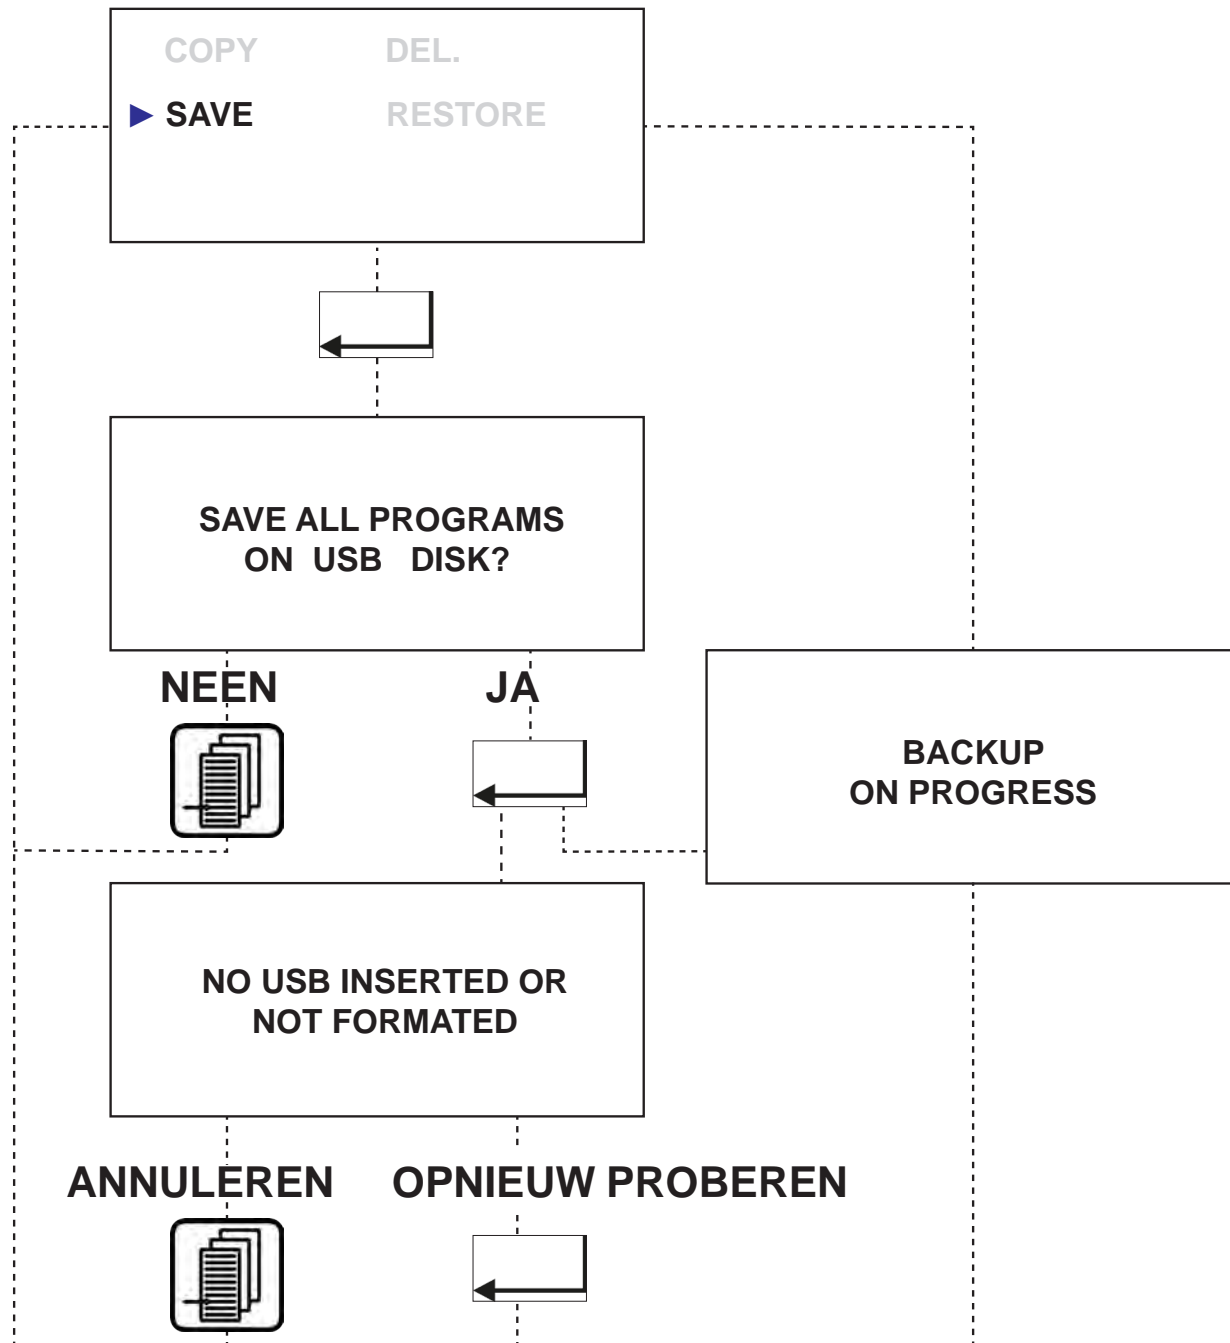 COPY DEL.
SAVE RESTORE
SAVE ALL PROGRAMS
ON USB DISK?
NEEN JA
BACKUP
ON PROGRESS
NO USB INSERTED OR
NOT FORMATED
ANNULEREN OPNIEUW PROBEREN